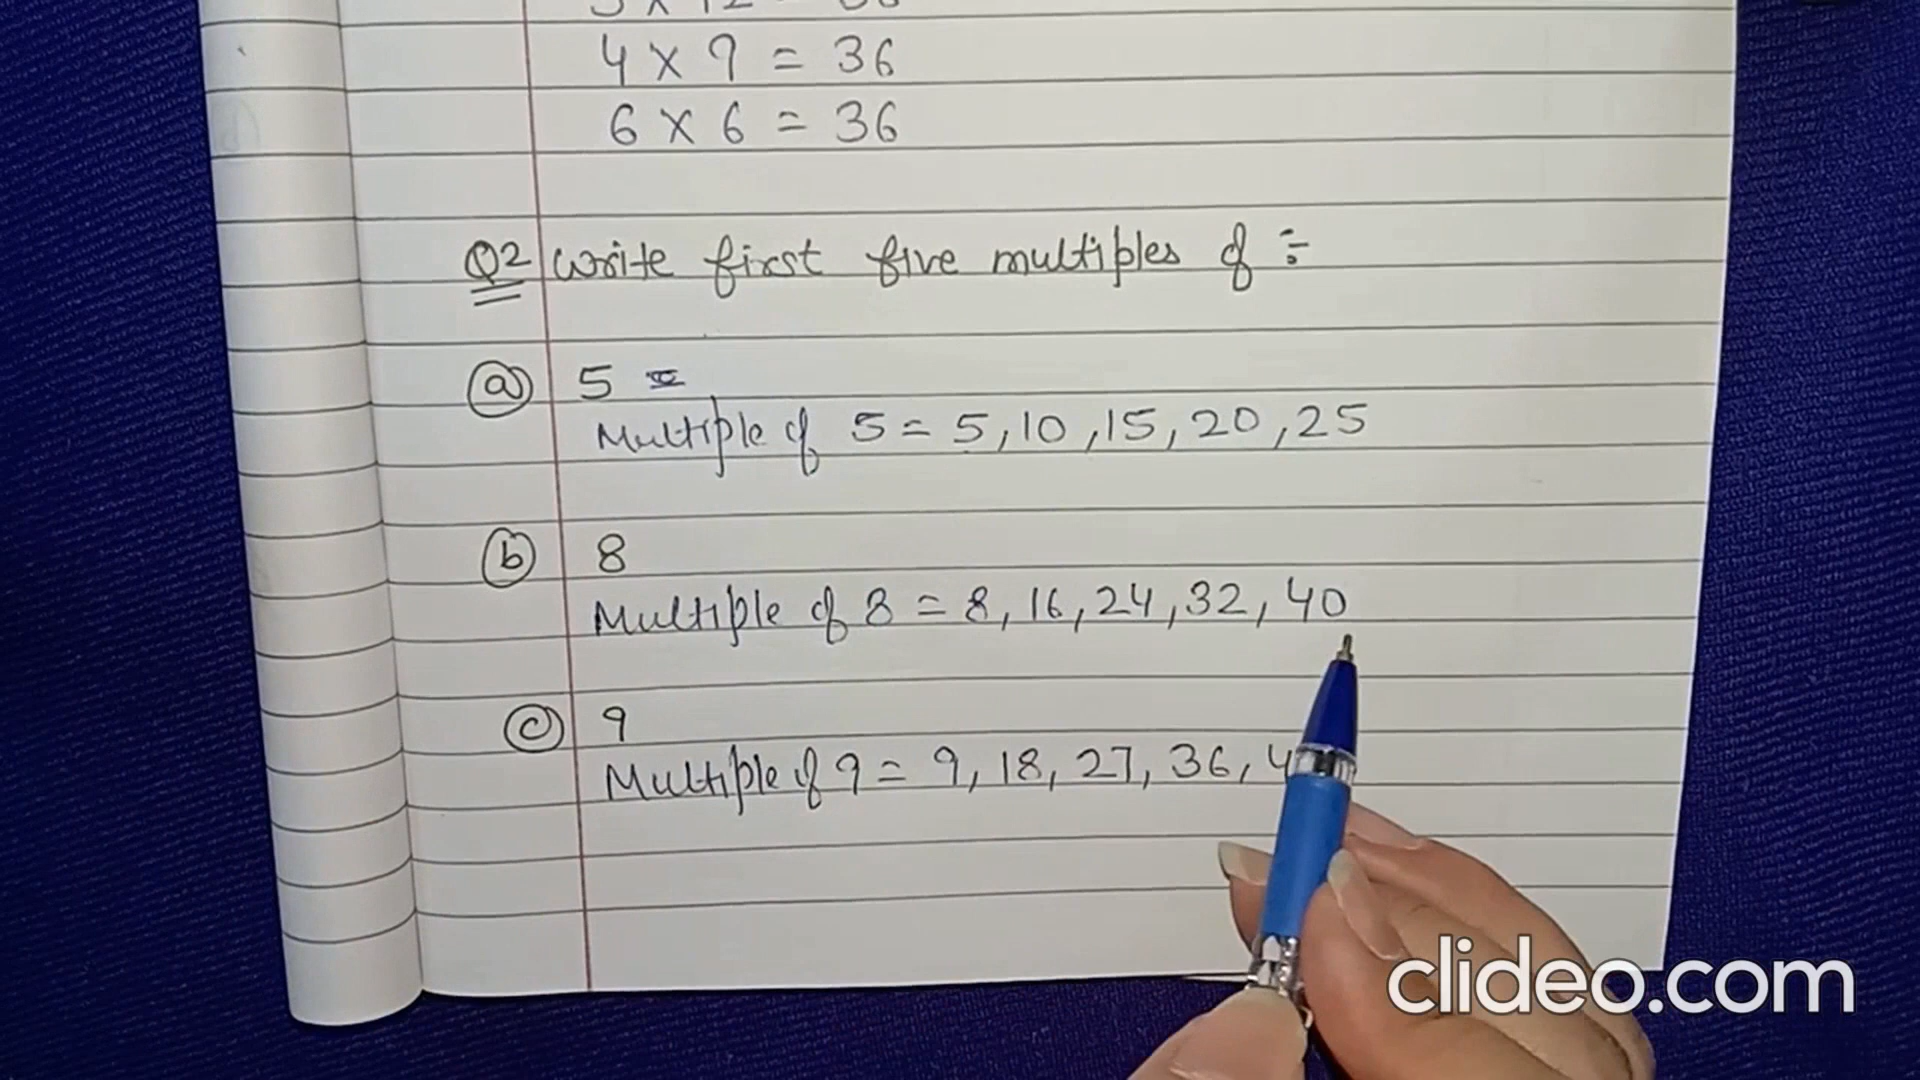 4 × 9 = 36
6 × 6 = 36
Q2 Write first five multiples of :-
(a) 5 =
Multiple of 5 = 5, 10, 15, 20, 25
(b) 8
Multiple of 8 = 8, 16, 24, 32, 40
(c) 9
Multiple of 9 = 9, 18, 27, 36, 4
clideo.com